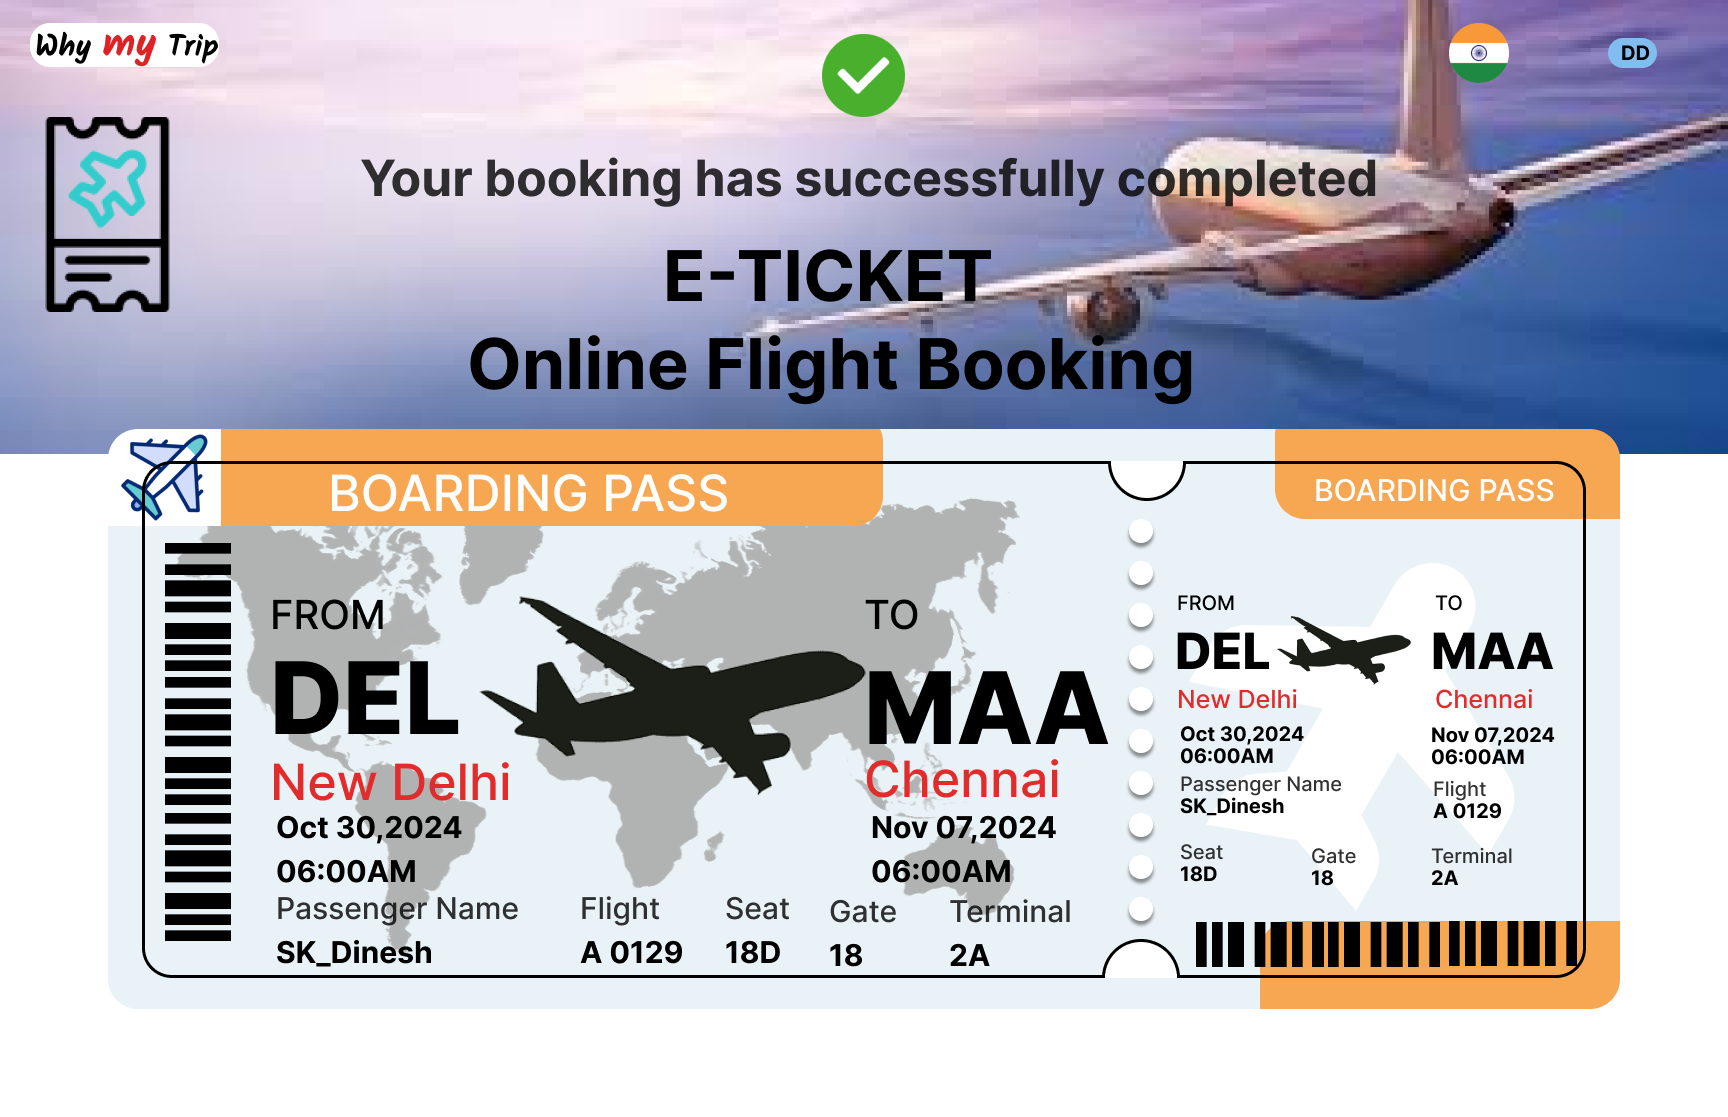 Why my Trip
DD
Your booking has successfully completed
E-TICKET
Online Flight Booking
BOARDING PASS
FROM
TO
DEL
MAA
New Delhi
Chennai
Oct 30,2024
Nov 07,2024
06:00AM
06:00AM
Passenger Name
Flight
Seat
Gate
Terminal
SK_Dinesh
A 0129
18D
18
2A
BOARDING PASS
FROM
TO
DEL
MAA
New Delhi
Chennai
Oct 30,2024
Nov 07,2024
06:00AM
06:00AM
Passenger Name
Flight
SK_Dinesh
A 0129
Seat
Gate
Terminal
18D
18
2A